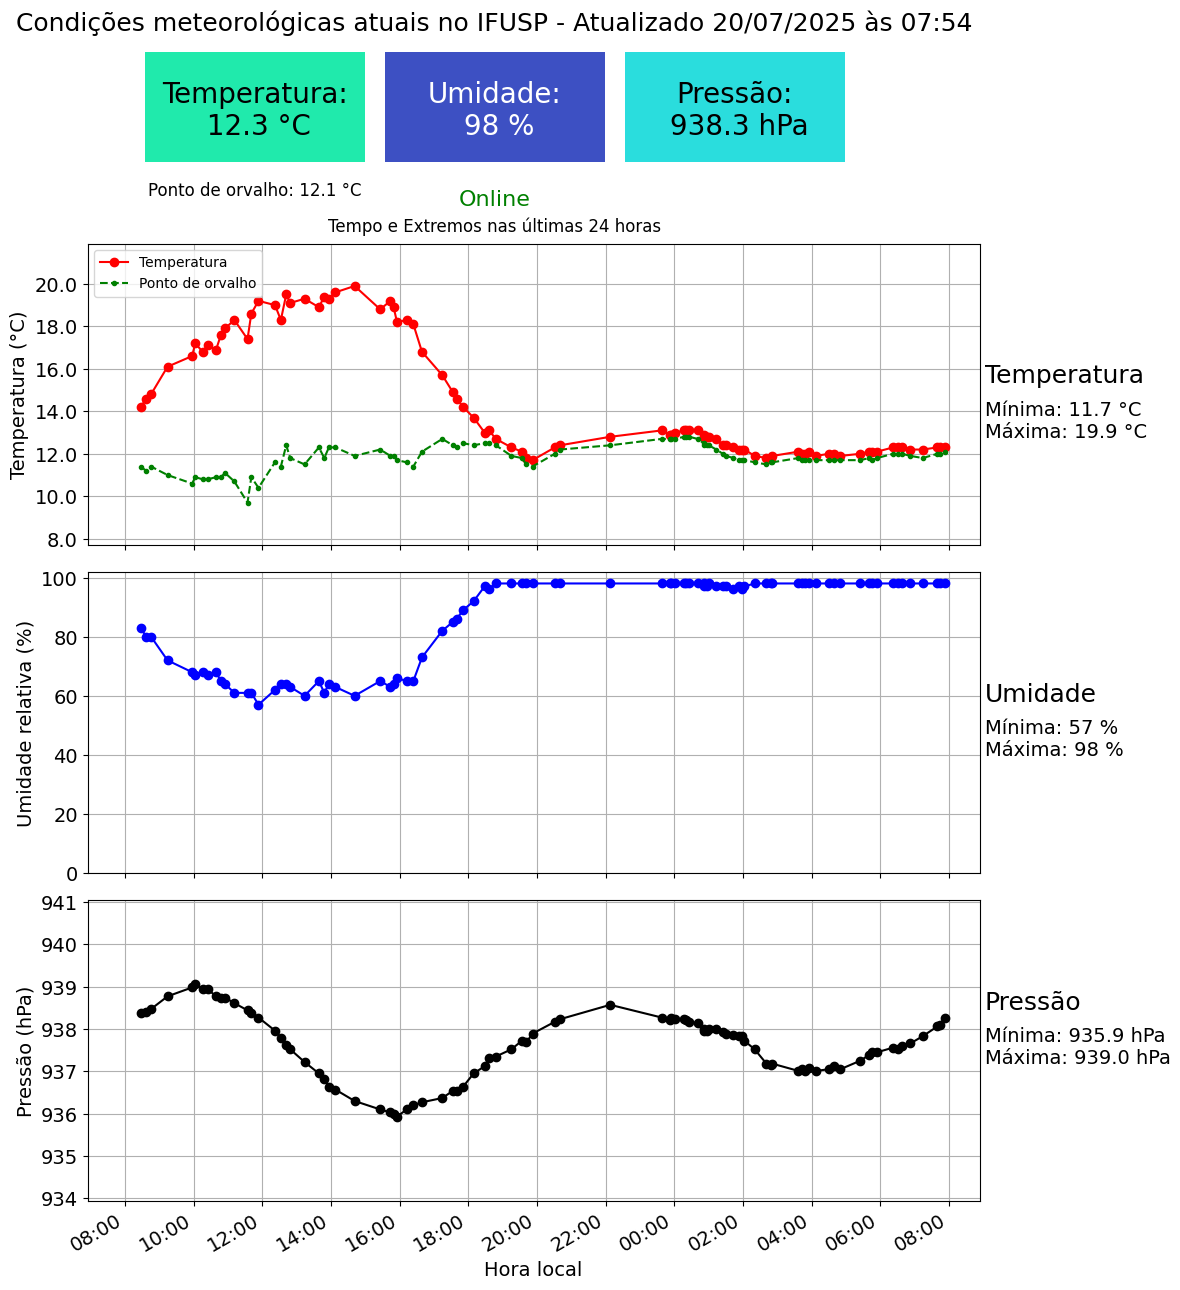 Condições meteorológicas atuais no IFUSP - Atualizado 20/07/2025 às 07:54
Temperatura:
12.3 °C
Umidade:
98 %
Pressão:
938.3 hPa
Ponto de orvalho: 12.1 °C
Online
Tempo e Extremos nas últimas 24 horas
Temperatura
Ponto de orvalho
Temperatura (°C)
20.0
18.0
16.0
14.0
12.0
10.0
8.0
Temperatura
Mínima: 11.7 °C
Máxima: 19.9 °C
Umidade relativa (%)
100
80
60
40
20
0
Umidade
Mínima: 57 %
Máxima: 98 %
Pressão (hPa)
941
940
939
938
937
936
935
934
Pressão
Mínima: 935.9 hPa
Máxima: 939.0 hPa
08:00
10:00
12:00
14:00
16:00
18:00
20:00
22:00
00:00
02:00
04:00
06:00
08:00
Hora local